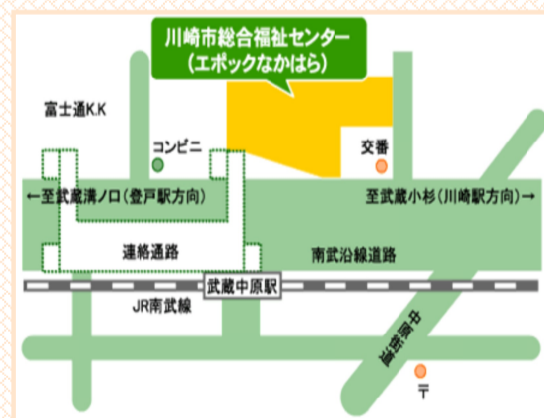 川崎市総合福祉センター
(エポックなかはら)
富士通K.K
コンビニ
交番
←至武蔵溝ノ口(登戸駅方向)
至武蔵小杉(川崎駅方向)→
連絡通路
南武沿線道路
武蔵中原駅
JR南武線
中原街道
〒